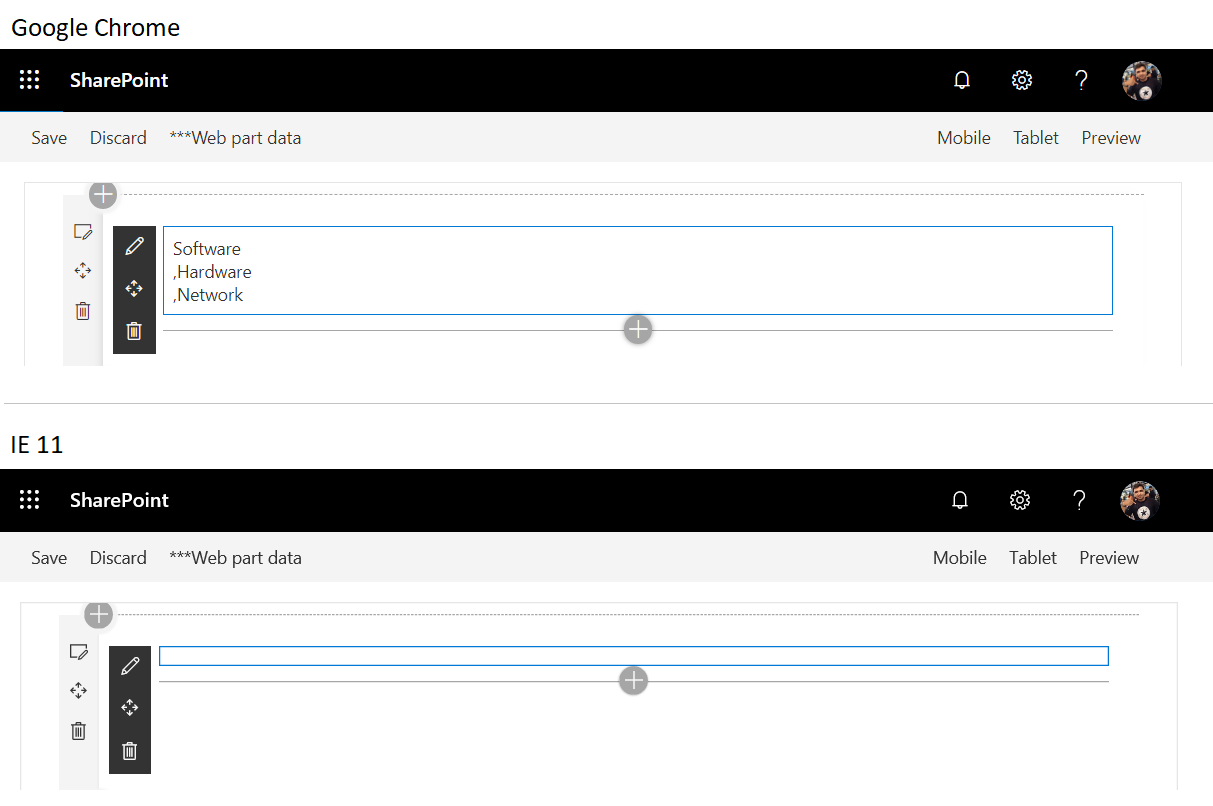 Google Chrome
SharePoint ?
Save Discard ***Web part data Mobile Tablet Preview
Software
,Hardware
,Network
IE 11
SharePoint ?
Save Discard ***Web part data Mobile Tablet Preview